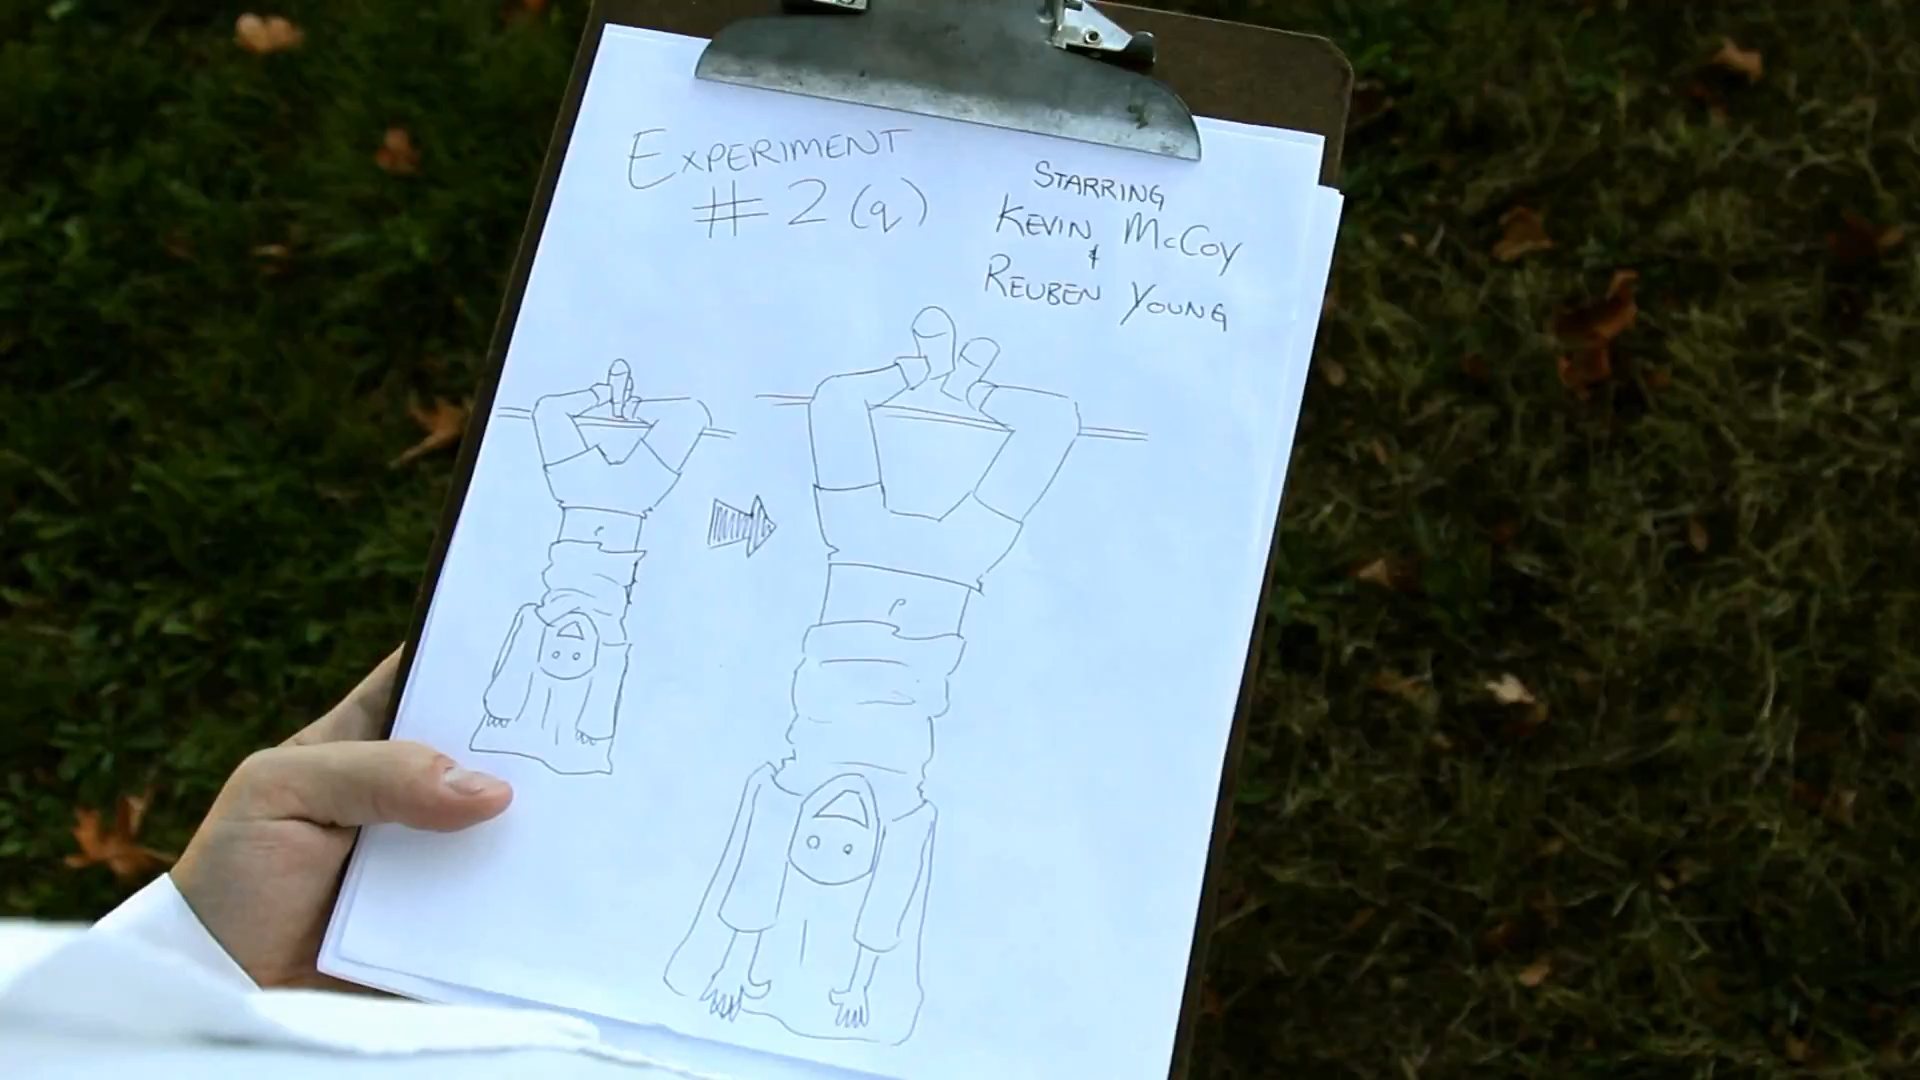 EXPERIMENT
# 2 (q)
STARRING
KEVIN McCOY
&
REUBEN YOUNG